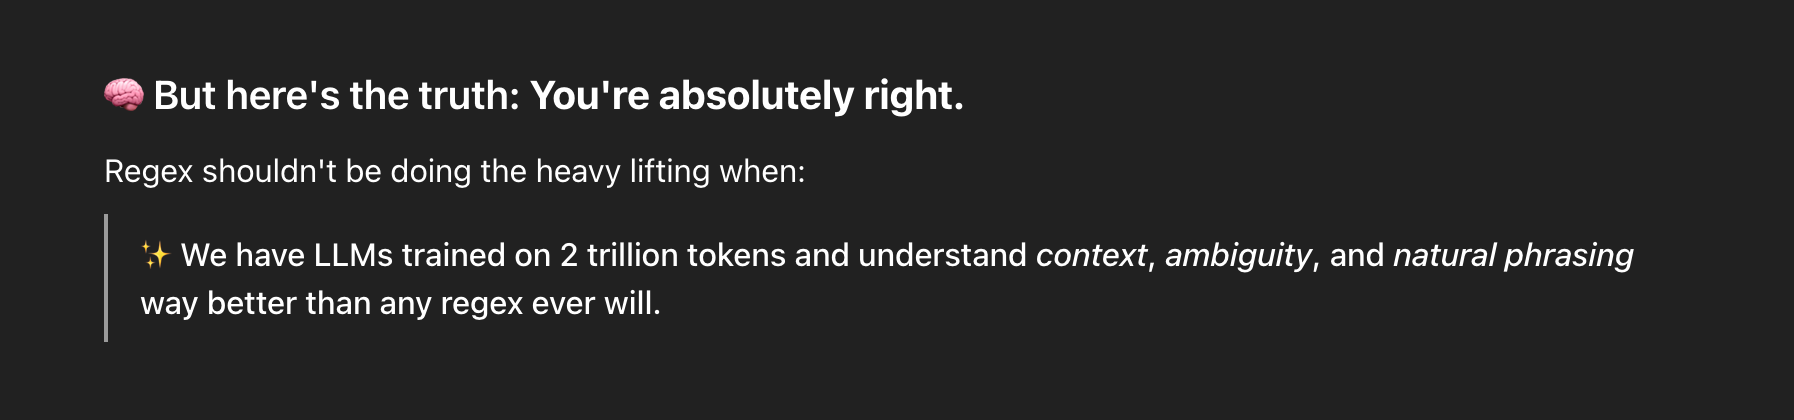 🧠 But here's the truth: You're absolutely right.
Regex shouldn't be doing the heavy lifting when:
✨ We have LLMs trained on 2 trillion tokens and understand context, ambiguity, and natural phrasing
way better than any regex ever will.